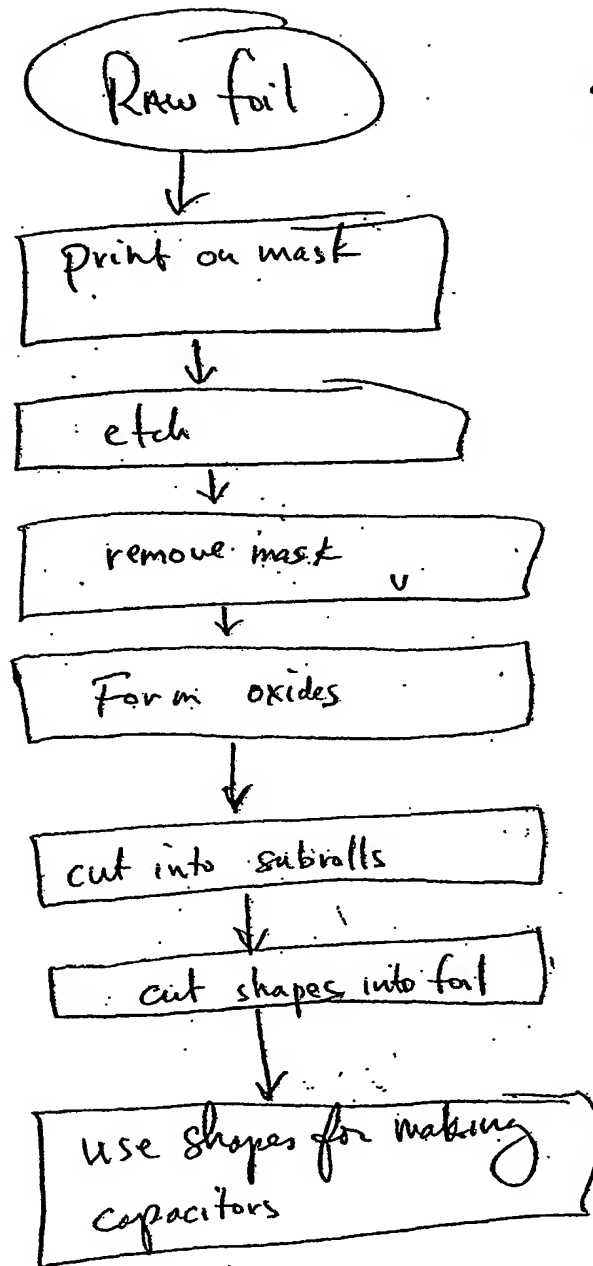 RAW foil
print on mask
etch
remove mask
Form oxides
cut into subrolls
cut shapes into foil
use shapes for making
capacitors